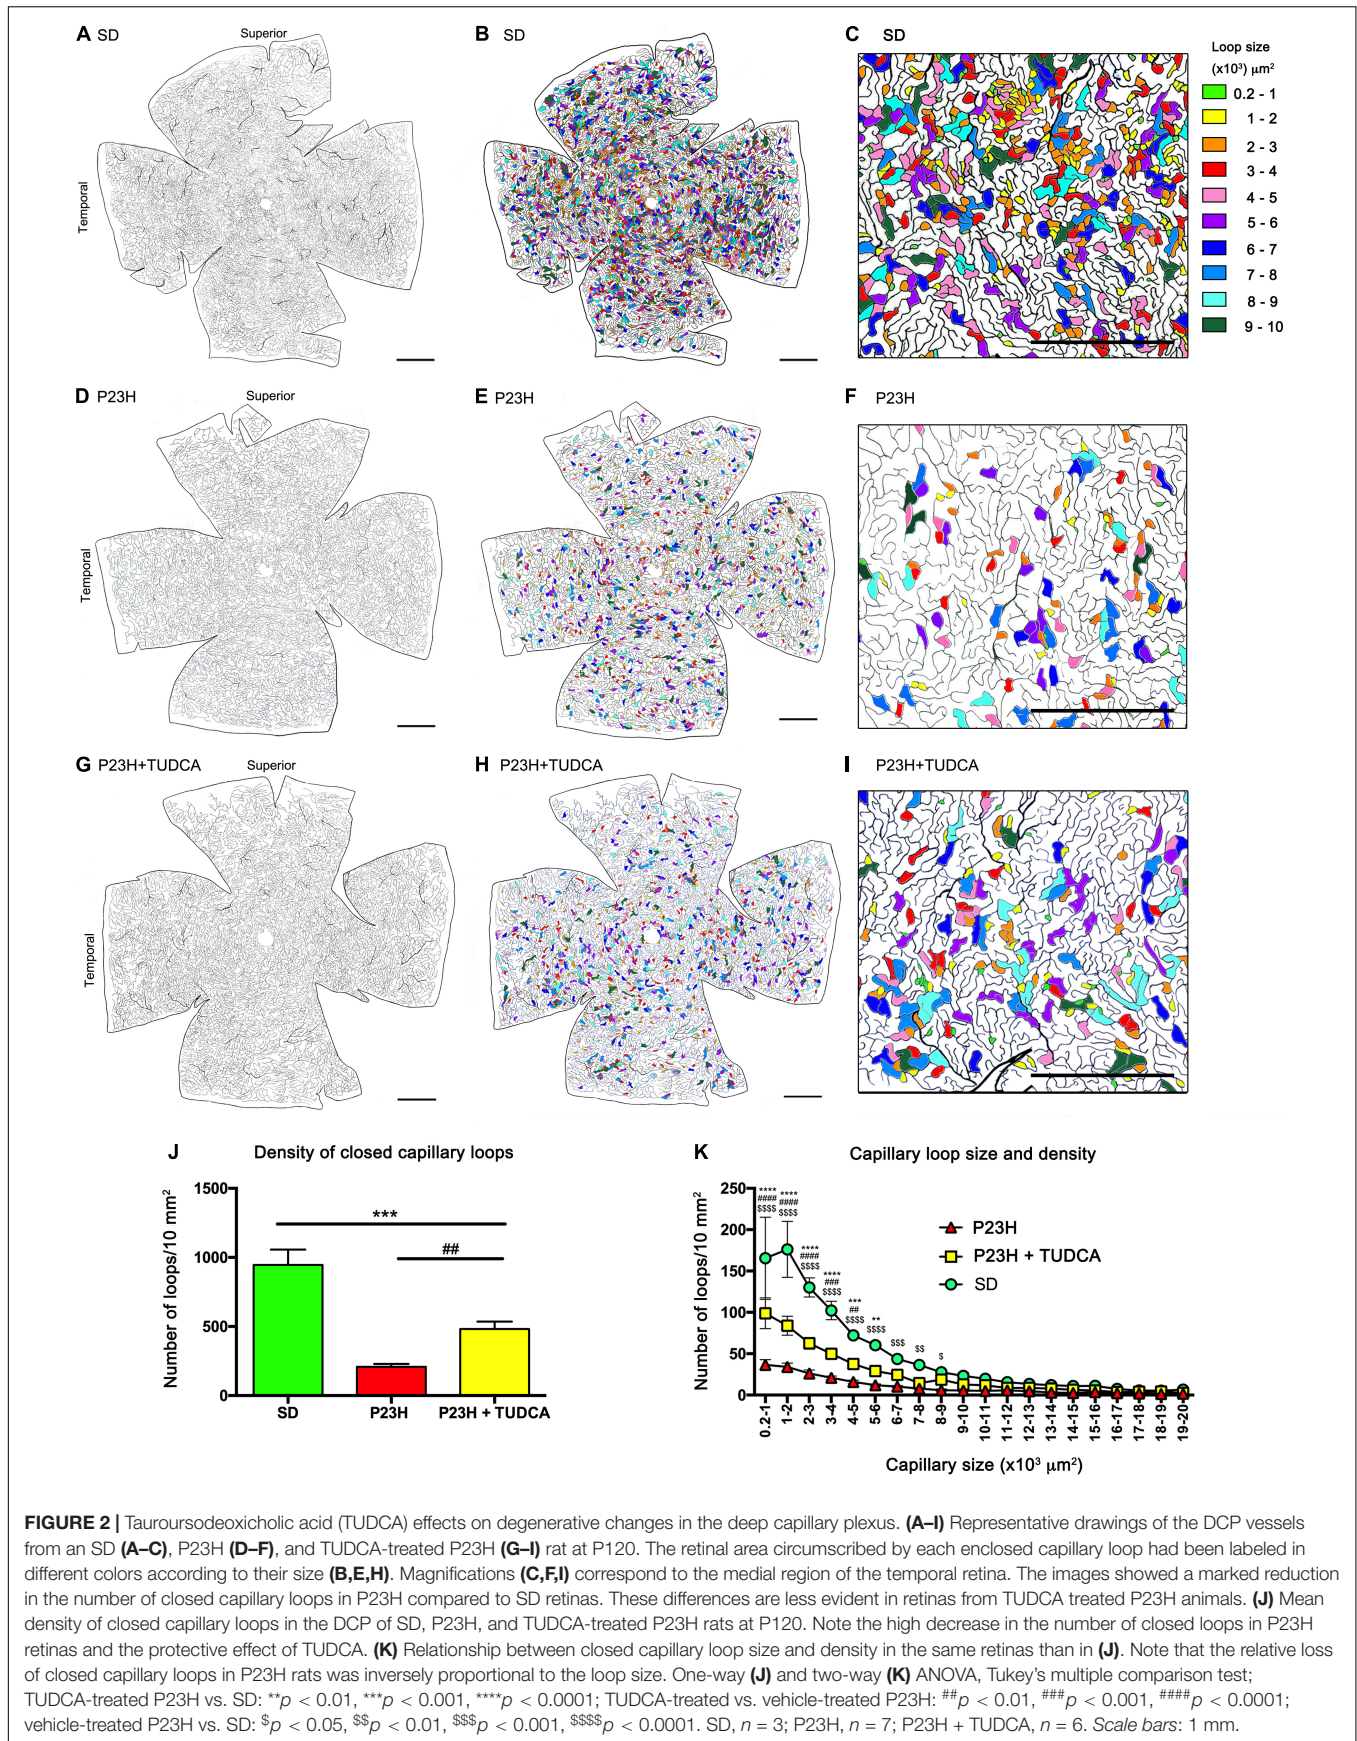 A SD
Superior
Temporal
B SD
C SD
Loop size
(x10³) μm²
0.2 - 1
1 - 2
2 - 3
3 - 4
4 - 5
5 - 6
6 - 7
7 - 8
8 - 9
9 - 10
D P23H
Superior
Temporal
E P23H
F P23H
G P23H+TUDCA
Superior
Temporal
H P23H+TUDCA
I P23H+TUDCA
J Density of closed capillary loops
Number of loops/10 mm²
1500
1000
500
0
***
##
SD P23H P23H + TUDCA
K Capillary loop size and density
Number of loops/10 mm²
250
200
150
100
50
0
****
####
$$$$
****
####
$$$$
****
####
$$$$
****
###
$$$$
***
##
$$$$
**
$$$$
$$$
$$
$
P23H
P23H + TUDCA
SD
0.2-1
1-2
2-3
3-4
4-5
5-6
6-7
7-8
8-9
9-10
10-11
11-12
12-13
13-14
14-15
15-16
16-17
17-18
18-19
19-20
Capillary size (x10³ μm²)
FIGURE 2 | Tauroursodeoxicholic acid (TUDCA) effects on degenerative changes in the deep capillary plexus. (A–I) Representative drawings of the DCP vessels
from an SD (A–C), P23H (D–F), and TUDCA-treated P23H (G–I) rat at P120. The retinal area circumscribed by each enclosed capillary loop had been labeled in
different colors according to their size (B,E,H). Magnifications (C,F,I) correspond to the medial region of the temporal retina. The images showed a marked reduction
in the number of closed capillary loops in P23H compared to SD retinas. These differences are less evident in retinas from TUDCA treated P23H animals. (J) Mean
density of closed capillary loops in the DCP of SD, P23H, and TUDCA-treated P23H rats at P120. Note the high decrease in the number of closed loops in P23H
retinas and the protective effect of TUDCA. (K) Relationship between closed capillary loop size and density in the same retinas than in (J). Note that the relative loss
of closed capillary loops in P23H rats was inversely proportional to the loop size. One-way (J) and two-way (K) ANOVA, Tukey's multiple comparison test;
TUDCA-treated P23H vs. SD: **p < 0.01, ***p < 0.001, ****p < 0.0001; TUDCA-treated vs. vehicle-treated P23H: ##p < 0.01, ###p < 0.001, ####p < 0.0001;
vehicle-treated P23H vs. SD: $p < 0.05, $$p < 0.01, $$$p < 0.001, $$$$p < 0.0001. SD, n = 3; P23H, n = 7; P23H + TUDCA, n = 6. Scale bars: 1 mm.